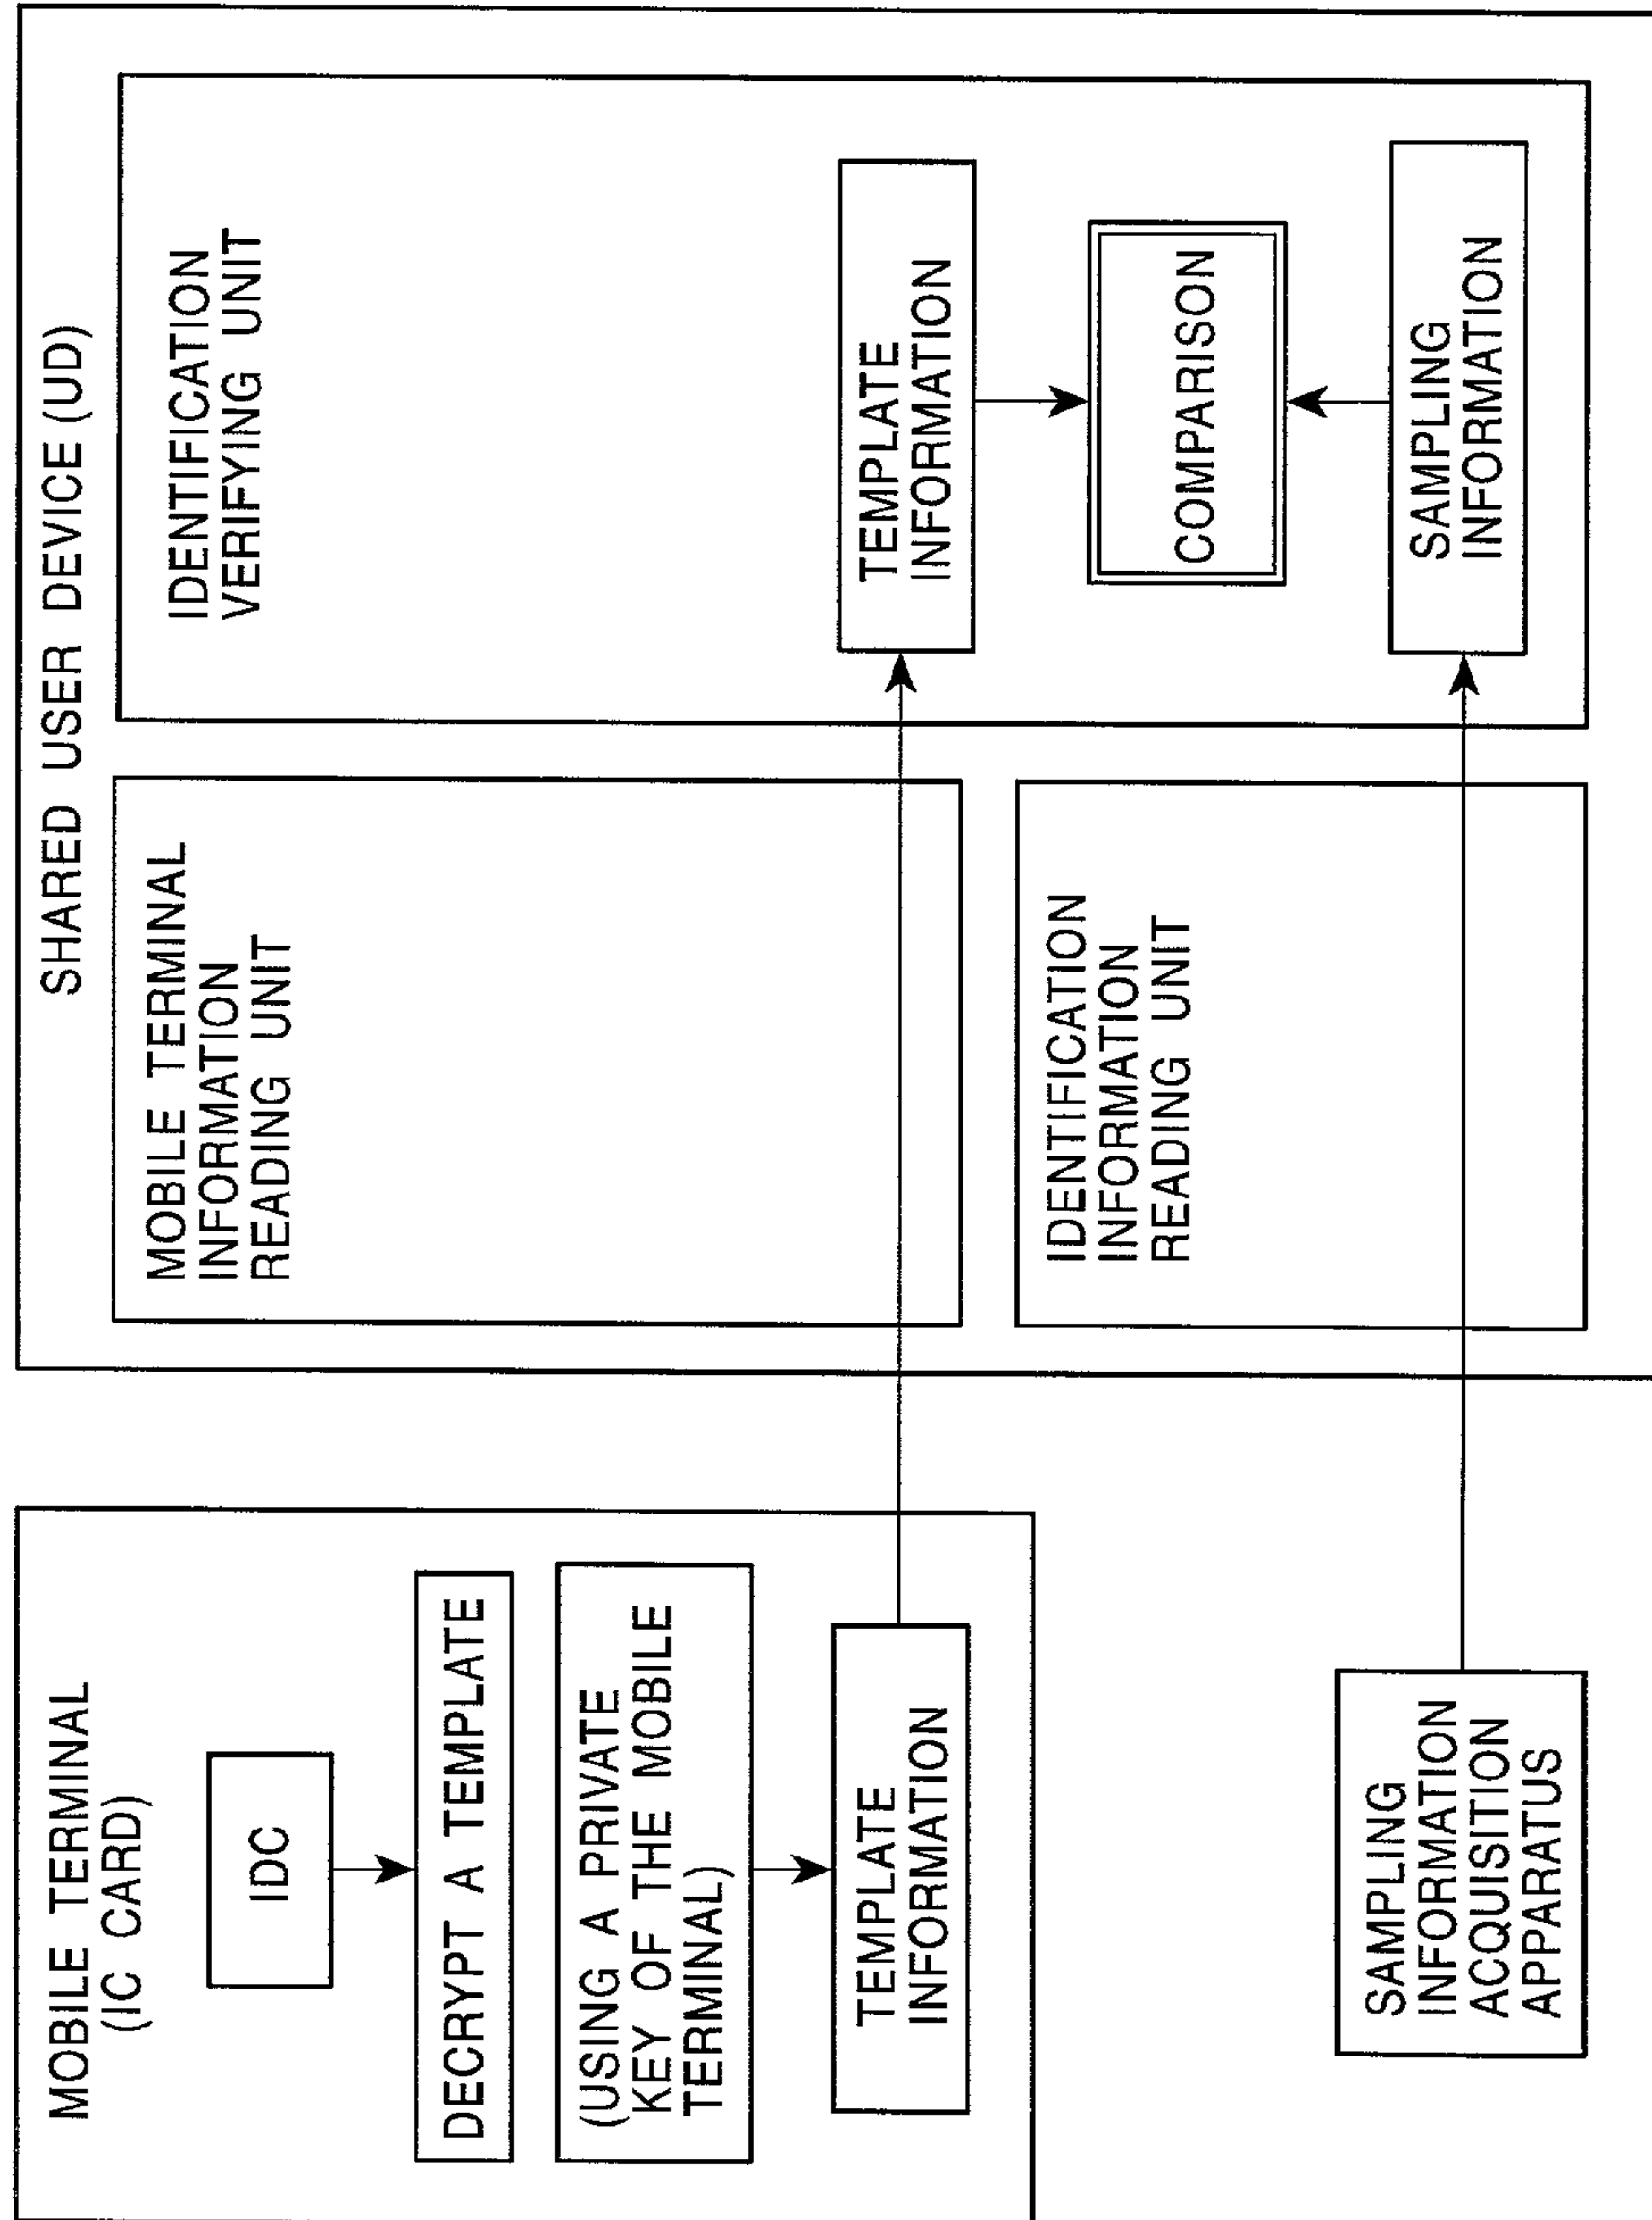 MOBILE TERMINAL
(IC CARD)
IDC
DECRYPT A TEMPLATE
(USING A PRIVATE
KEY OF THE MOBILE
TERMINAL)
TEMPLATE
INFORMATION
SAMPLING
INFORMATION
ACQUISITION
APPARATUS
SHARED USER DEVICE (UD)
MOBILE TERMINAL
INFORMATION
READING UNIT
IDENTIFICATION
INFORMATION
READING UNIT
IDENTIFICATION
VERIFYING UNIT
TEMPLATE
INFORMATION
COMPARISON
SAMPLING
INFORMATION